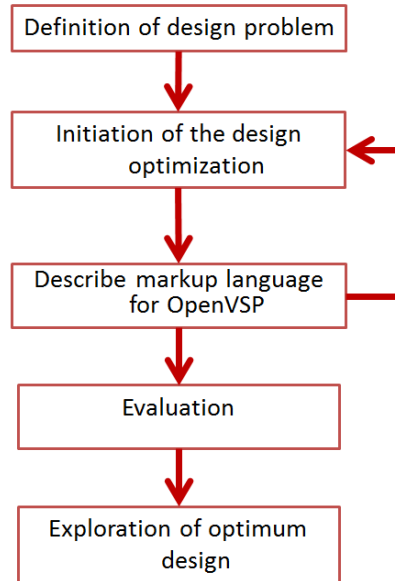 Definition of design problem
Initiation of the design
optimization
Describe markup language
for OpenVSP
Evaluation
Exploration of optimum
design